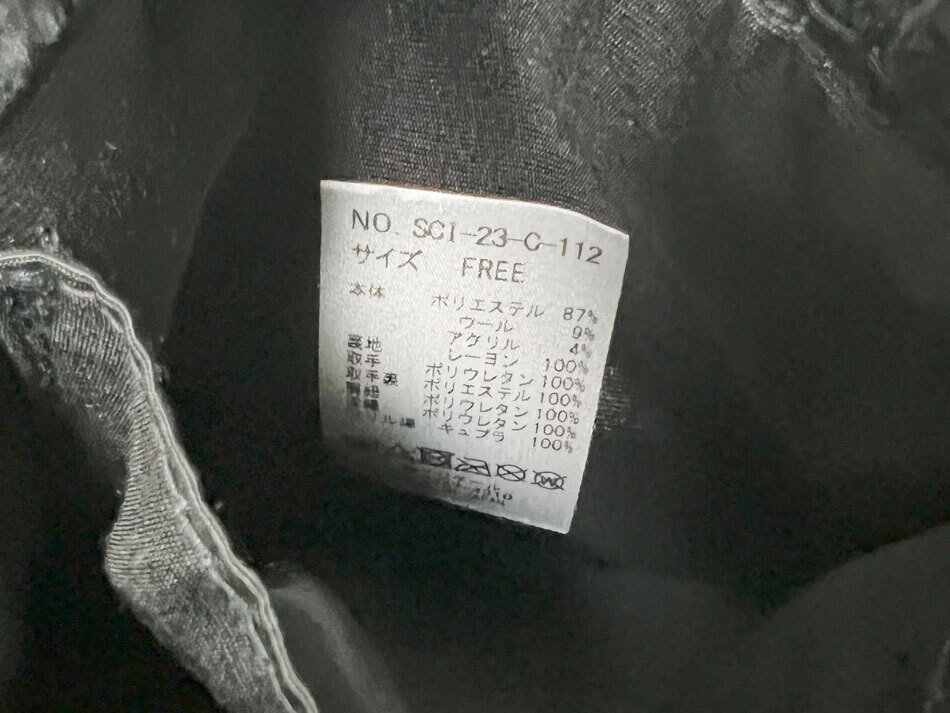 NO. SCI-23-C-112
サイズ FREE
本体 ポリエステル 87%
ウール 9%
アクリル 4%
裏地 レーヨン 100%
取手 ポリウレタン 100%
取手裏 ポリエステル 100%
ポリウレタン 100%
ポリウレタン 100%
キュプラ 100%